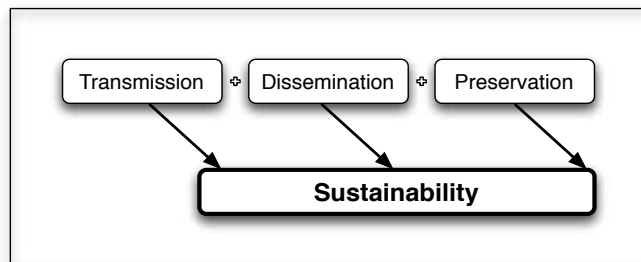 Transmission + Dissemination + Preservation
Sustainability